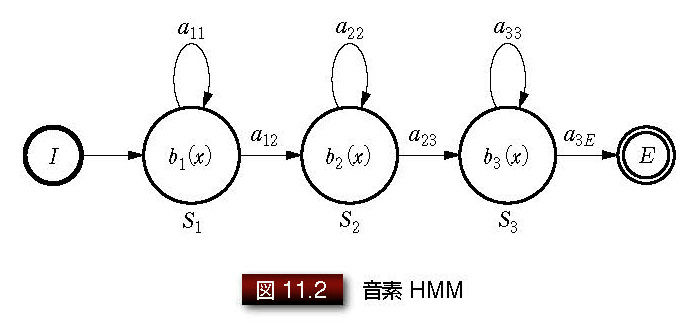 a11 a22 a33
I b1(x) a12 b2(x) a23 b3(x) a3E E
S1 S2 S3
図 11.2 音素 HMM